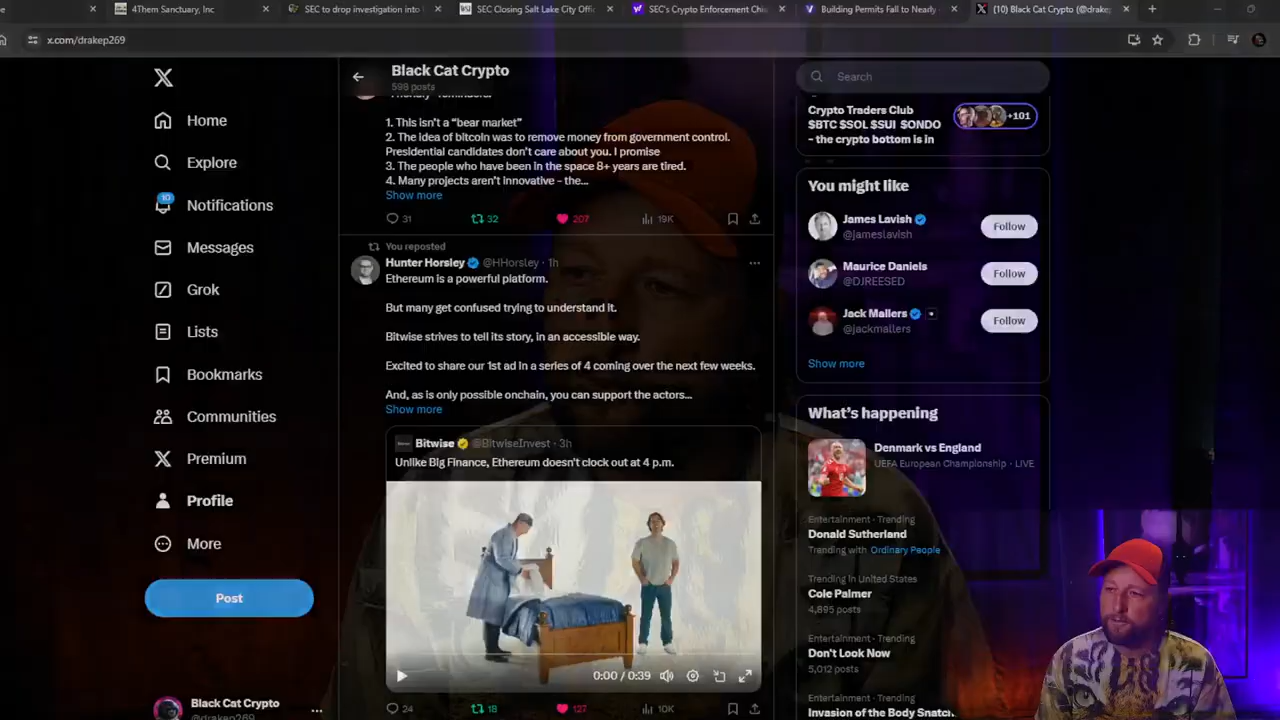 4Them Sanctuary, Inc
SEC to drop investigation into
SEC Closing Salt Lake City Offic
SEC's Crypto Enforcement Chie
Building Permits Fall to Nearly
(10) Black Cat Crypto (@drakep
x.com/drakep269
Home
Explore
10
Notifications
Messages
Grok
Lists
Bookmarks
Communities
Premium
Profile
More
Post
Black Cat Crypto
Black Cat Crypto
598 posts
1. This isn't a “bear market”
2. The idea of bitcoin was to remove money from government control.
Presidential candidates don't care about you. I promise
3. The people who have been in the space 8+ years are tired.
4. Many projects aren't innovative - the...
Show more
31
32
207
19K
You reposted
Hunter Horsley @HHorsley · 1h
Ethereum is a powerful platform.
But many get confused trying to understand it.
Bitwise strives to tell its story, in an accessible way.
Excited to share our 1st ad in a series of 4 coming over the next few weeks.
And, as is only possible onchain, you can support the actors...
Show more
Bitwise @BitwiseInvest · 3h
Unlike Big Finance, Ethereum doesn't clock out at 4 p.m.
0:00 / 0:39
24
18
127
10K
Search
Crypto Traders Club
$BTC $SOL $SUI $ONDO
- the crypto bottom is in
+101
You might like
James Lavish
@jameslavish
Follow
Maurice Daniels
@DJREESED
Follow
Jack Mallers
@jackmallers
Follow
Show more
What's happening
Denmark vs England
UEFA European Championship · LIVE
Entertainment · Trending
Donald Sutherland
Trending with Ordinary People
Trending in United States
Cole Palmer
4,895 posts
Entertainment · Trending
Don't Look Now
5,012 posts
Entertainment · Trending
Invasion of the Body Snatch